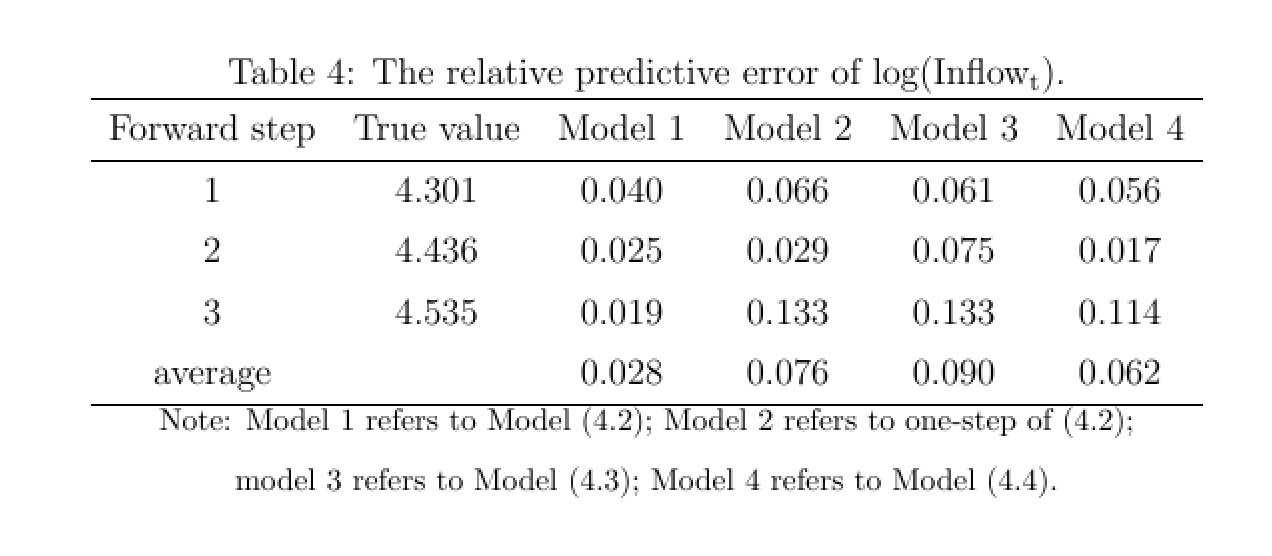 Table 4: The relative predictive error of log(Inflowₜ).
Forward step True value Model 1 Model 2 Model 3 Model 4
1 4.301 0.040 0.066 0.061 0.056
2 4.436 0.025 0.029 0.075 0.017
3 4.535 0.019 0.133 0.133 0.114
average 0.028 0.076 0.090 0.062
Note: Model 1 refers to Model (4.2); Model 2 refers to one-step of (4.2);
model 3 refers to Model (4.3); Model 4 refers to Model (4.4).